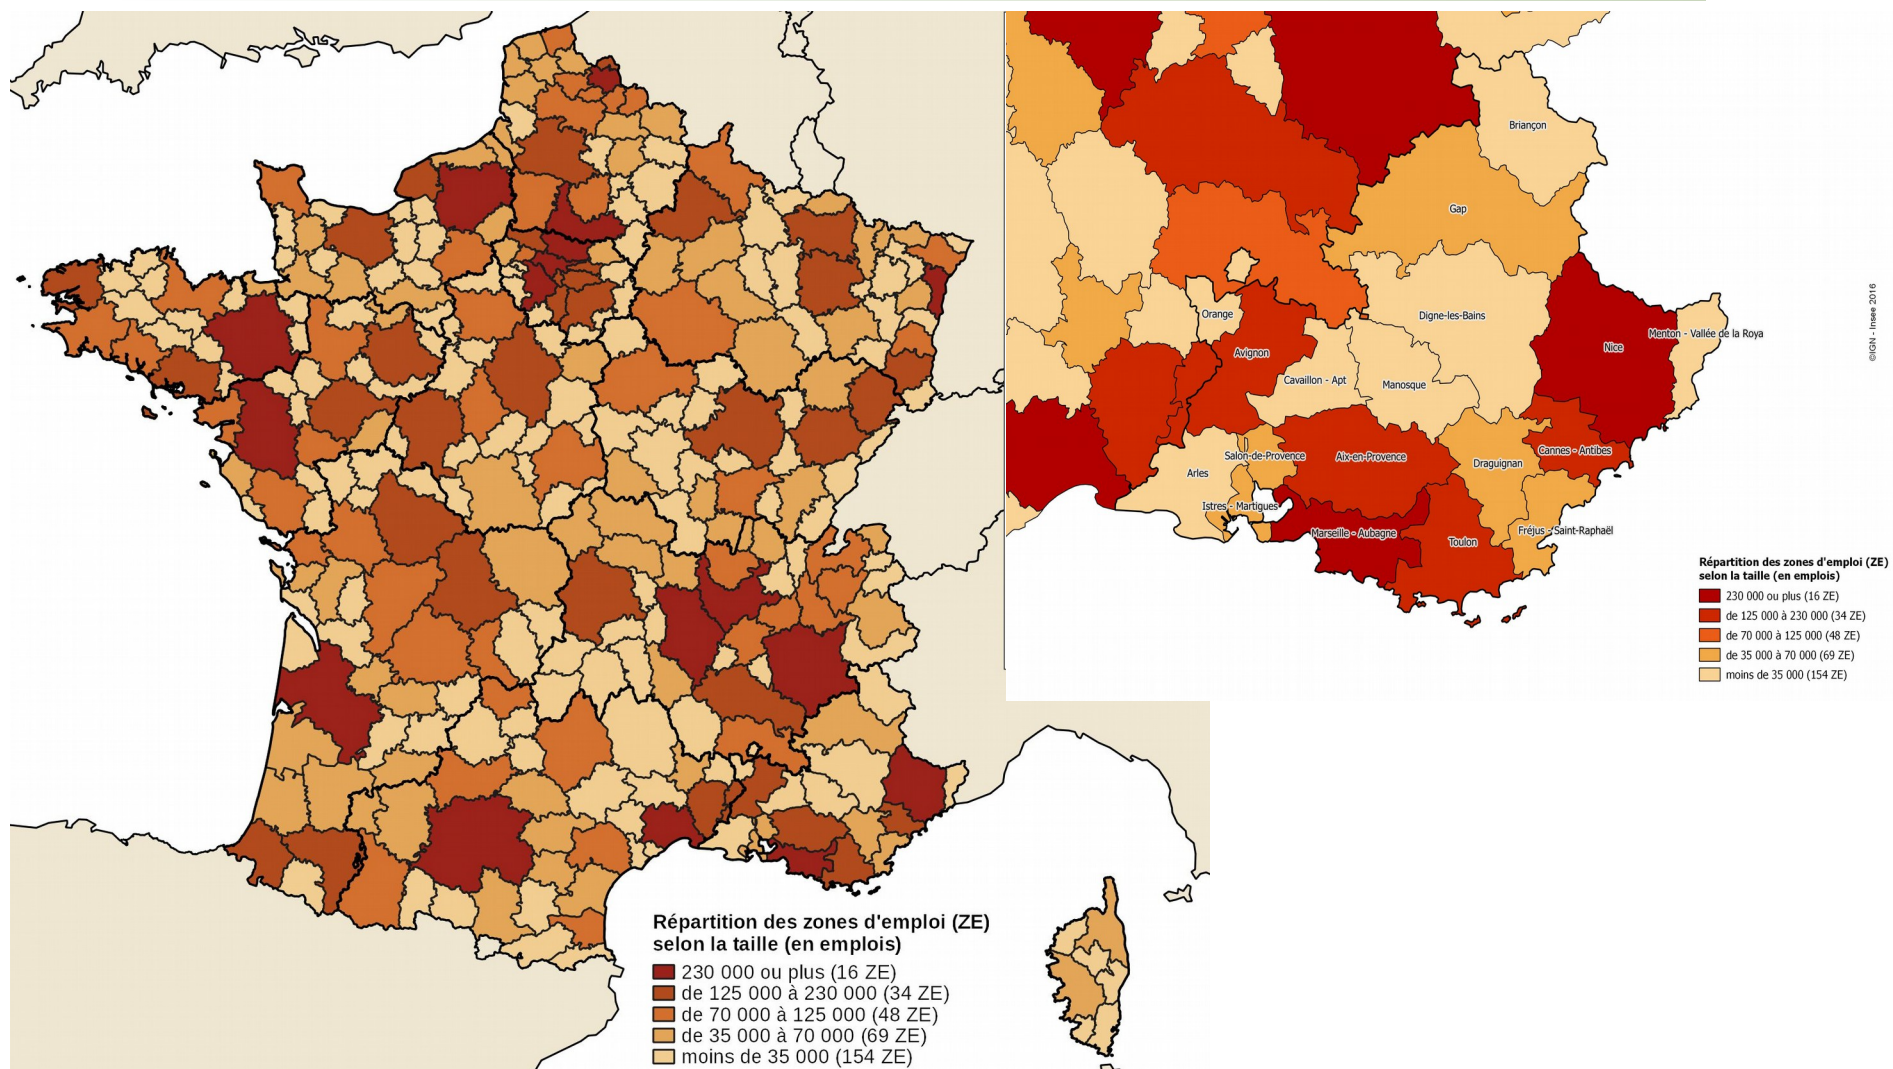 Briançon
Gap
Orange
Digne-les-Bains
Menton - Vallée de la Roya
Nice
Avignon
Cavaillon - Apt
Manosque
Salon-de-Provence
Aix-en-Provence
Cannes - Antibes
Draguignan
Arles
Istres - Martigues
Marseille - Aubagne
Toulon
Fréjus - Saint-Raphaël
©IGN - Insee 2016
Répartition des zones d'emploi (ZE)
selon la taille (en emplois)
230 000 ou plus (16 ZE)
de 125 000 à 230 000 (34 ZE)
de 70 000 à 125 000 (48 ZE)
de 35 000 à 70 000 (69 ZE)
moins de 35 000 (154 ZE)
Répartition des zones d'emploi (ZE)
selon la taille (en emplois)
230 000 ou plus (16 ZE)
de 125 000 à 230 000 (34 ZE)
de 70 000 à 125 000 (48 ZE)
de 35 000 à 70 000 (69 ZE)
moins de 35 000 (154 ZE)